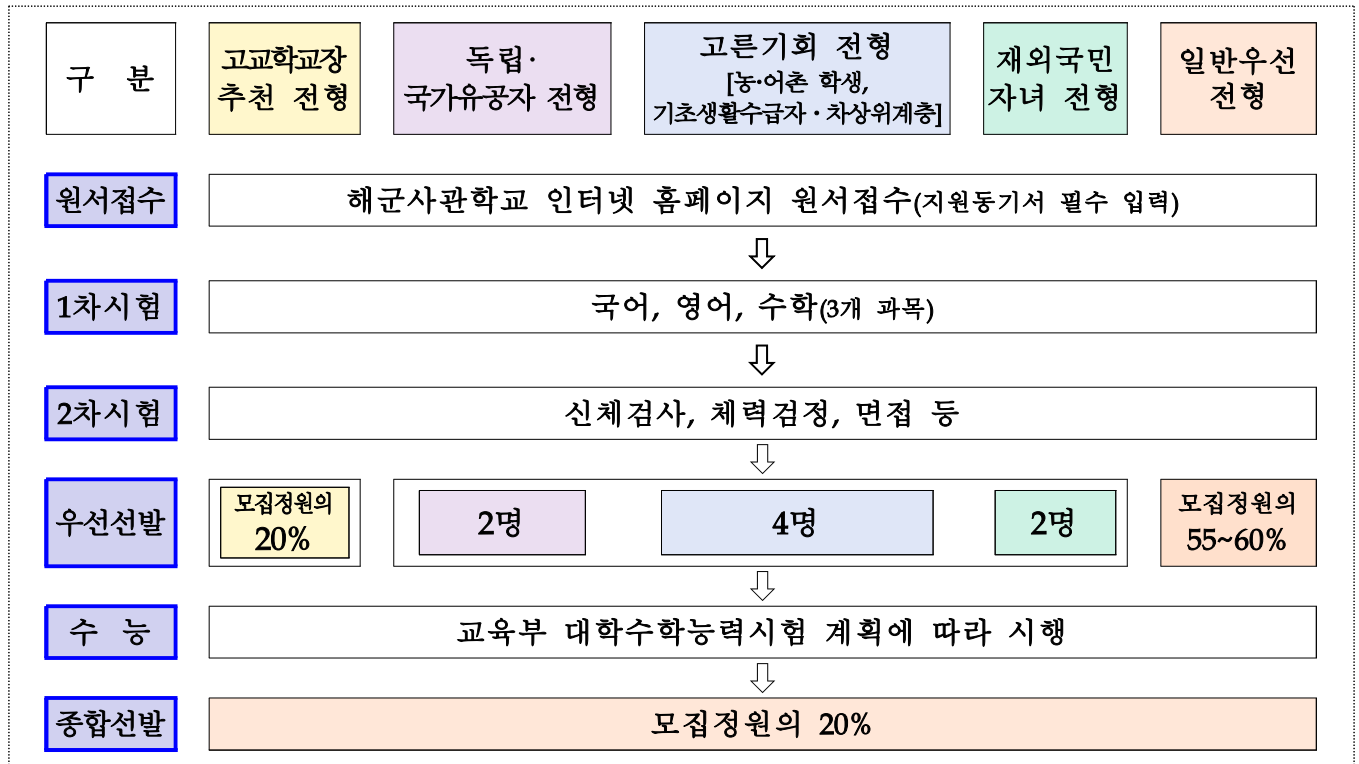 구 분
고교학교장
추천 전형
독립·
국가유공자 전형
고른기회 전형
[농·어촌 학생,
기초생활수급자·차상위계층]
재외국민
자녀 전형
일반우선
전형
원서접수
해군사관학교 인터넷 홈페이지 원서접수(지원동기서 필수 입력)
1차시험
국어, 영어, 수학(3개 과목)
2차시험
신체검사, 체력검정, 면접 등
우선선발
모집정원의
20%
2명
4명
2명
모집정원의
55~60%
수 능
교육부 대학수학능력시험 계획에 따라 시행
종합선발
모집정원의 20%